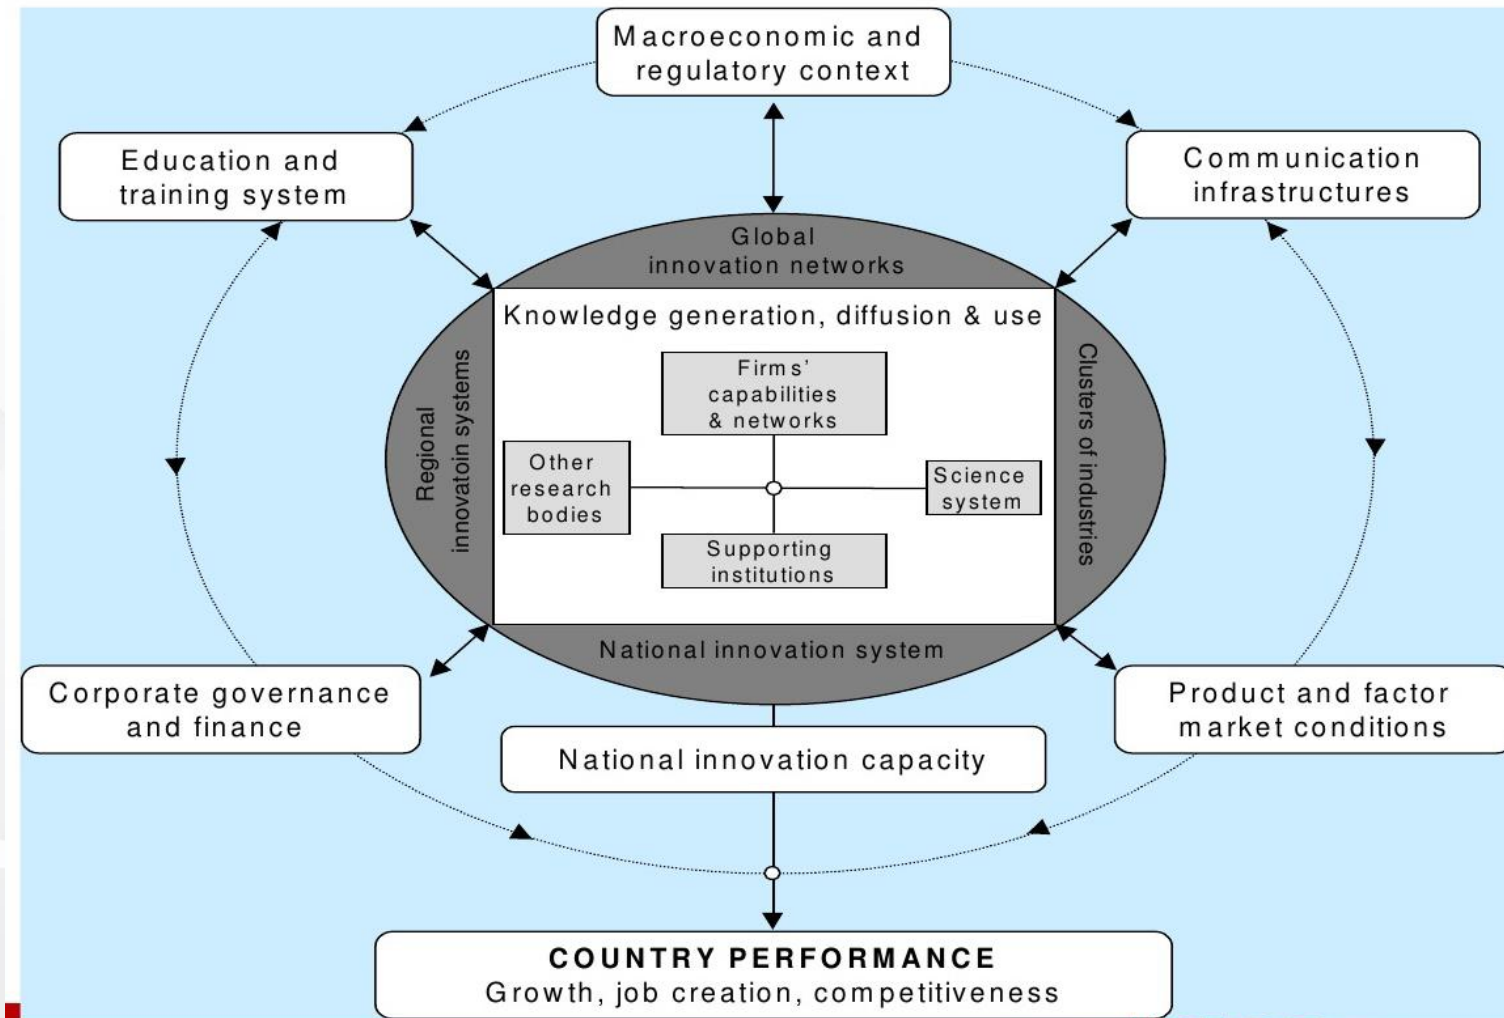 Macroeconomic and
regulatory context
Education and
training system
Communication
infrastructures
Global
innovation networks
Knowledge generation, diffusion & use
Regional
innovatoin systems
Clusters of industries
Firms'
capabilities
& networks
Other
research
bodies
Science
system
Supporting
institutions
National innovation system
Corporate governance
and finance
Product and factor
market conditions
National innovation capacity
COUNTRY PERFORMANCE
Growth, job creation, competitiveness